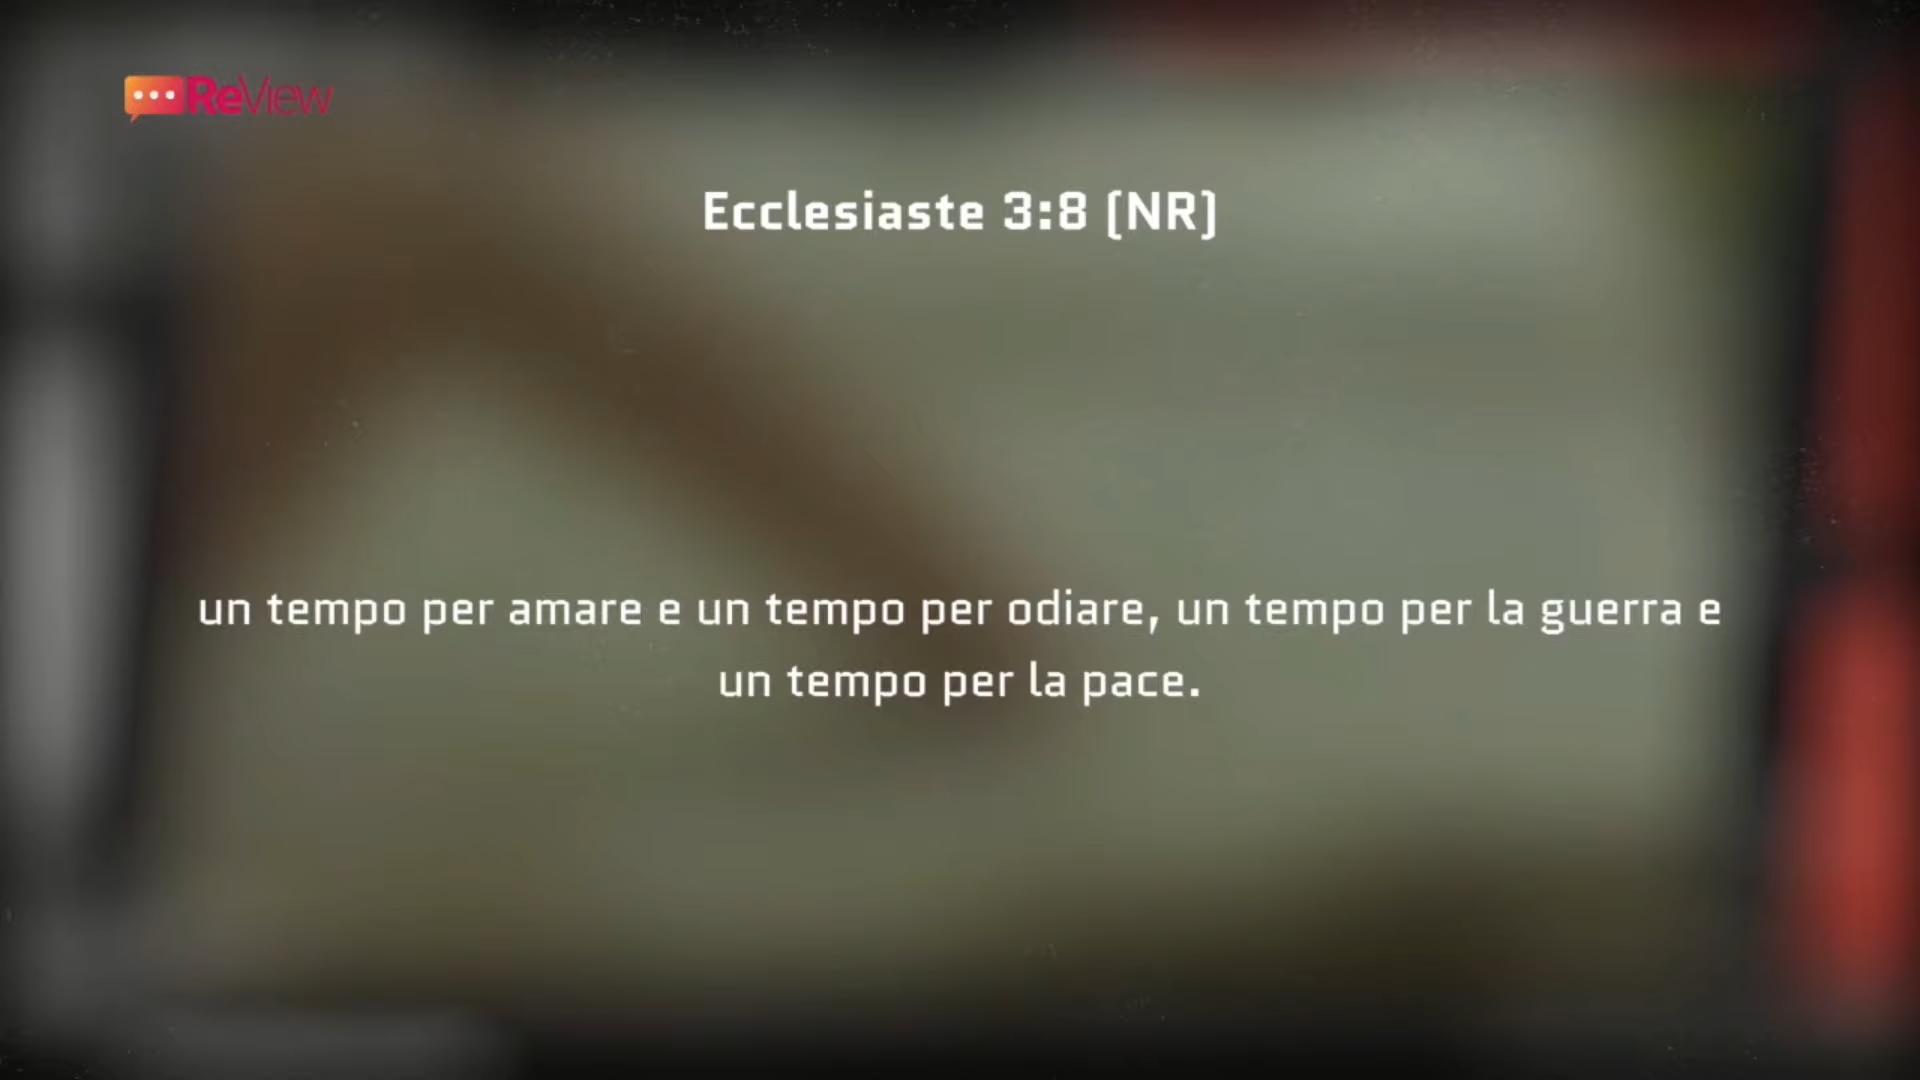 ReView
Ecclesiaste 3:8 (NR)
un tempo per amare e un tempo per odiare, un tempo per la guerra e
un tempo per la pace.